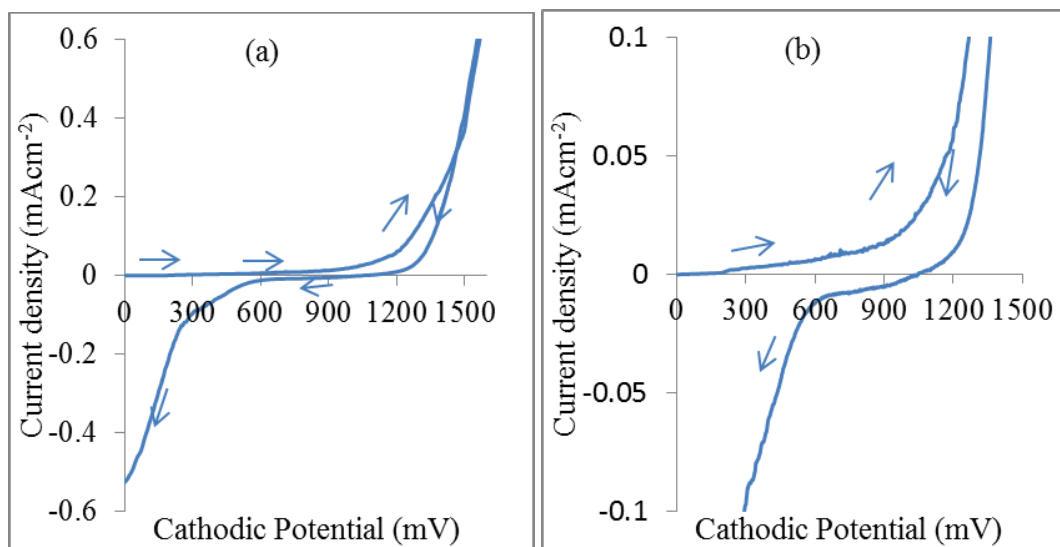 (a)
Current density (mAcm⁻²)
0.6
0.4
0.2
0
-0.2
-0.4
-0.6
0 300 600 900 1200 1500
Cathodic Potential (mV)
(b)
Current density (mAcm⁻²)
0.1
0.05
0
-0.05
-0.1
0 300 600 900 1200 1500
Cathodic Potential (mV)